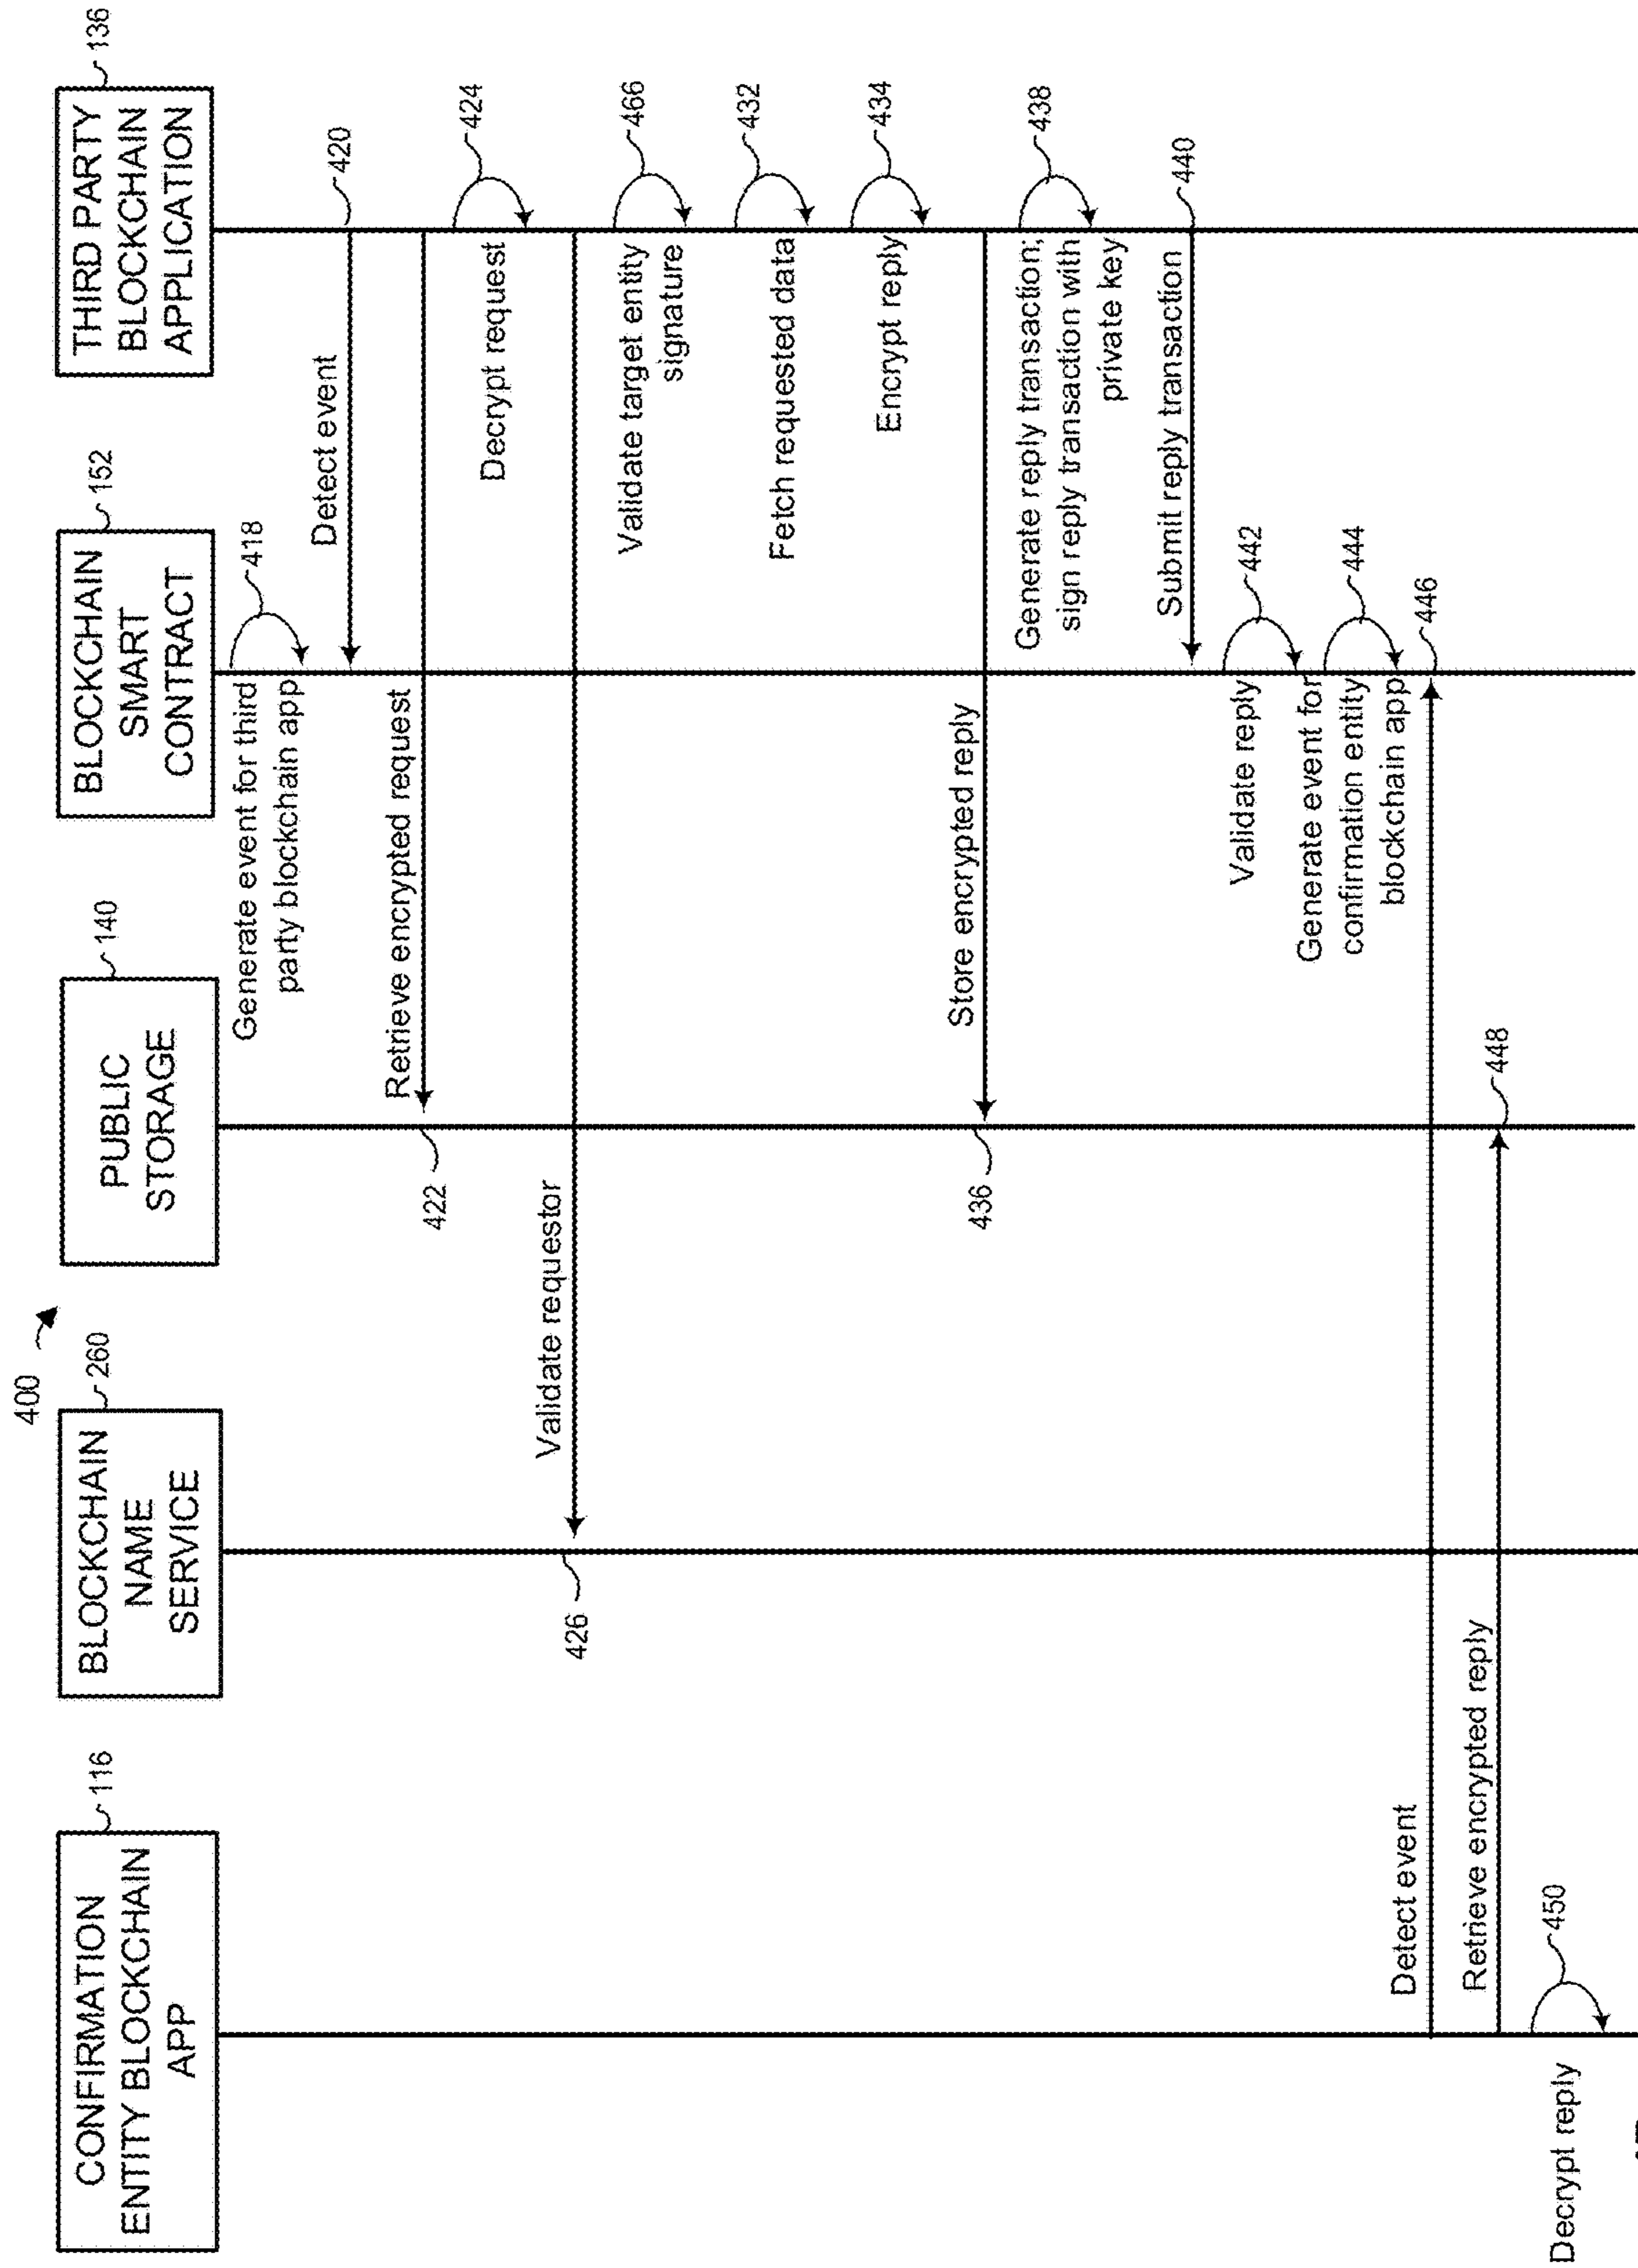 400
CONFIRMATION
ENTITY BLOCKCHAIN
APP
116
BLOCKCHAIN
NAME
SERVICE
260
PUBLIC
STORAGE
140
BLOCKCHAIN
SMART
CONTRACT
152
THIRD PARTY
BLOCKCHAIN
APPLICATION
136
Generate event for third
party blockchain app
418
Detect event
420
Retrieve encrypted request
422
Decrypt request
424
Validate requestor
426
Validate target entity
signature
466
Fetch requested data
432
Encrypt reply
434
Store encrypted reply
436
Generate reply transaction;
sign reply transaction with
private key
438
Submit reply transaction
440
Validate reply
442
Generate event for
confirmation entity
blockchain app
444
Detect event
446
Retrieve encrypted reply
448
Decrypt reply
450